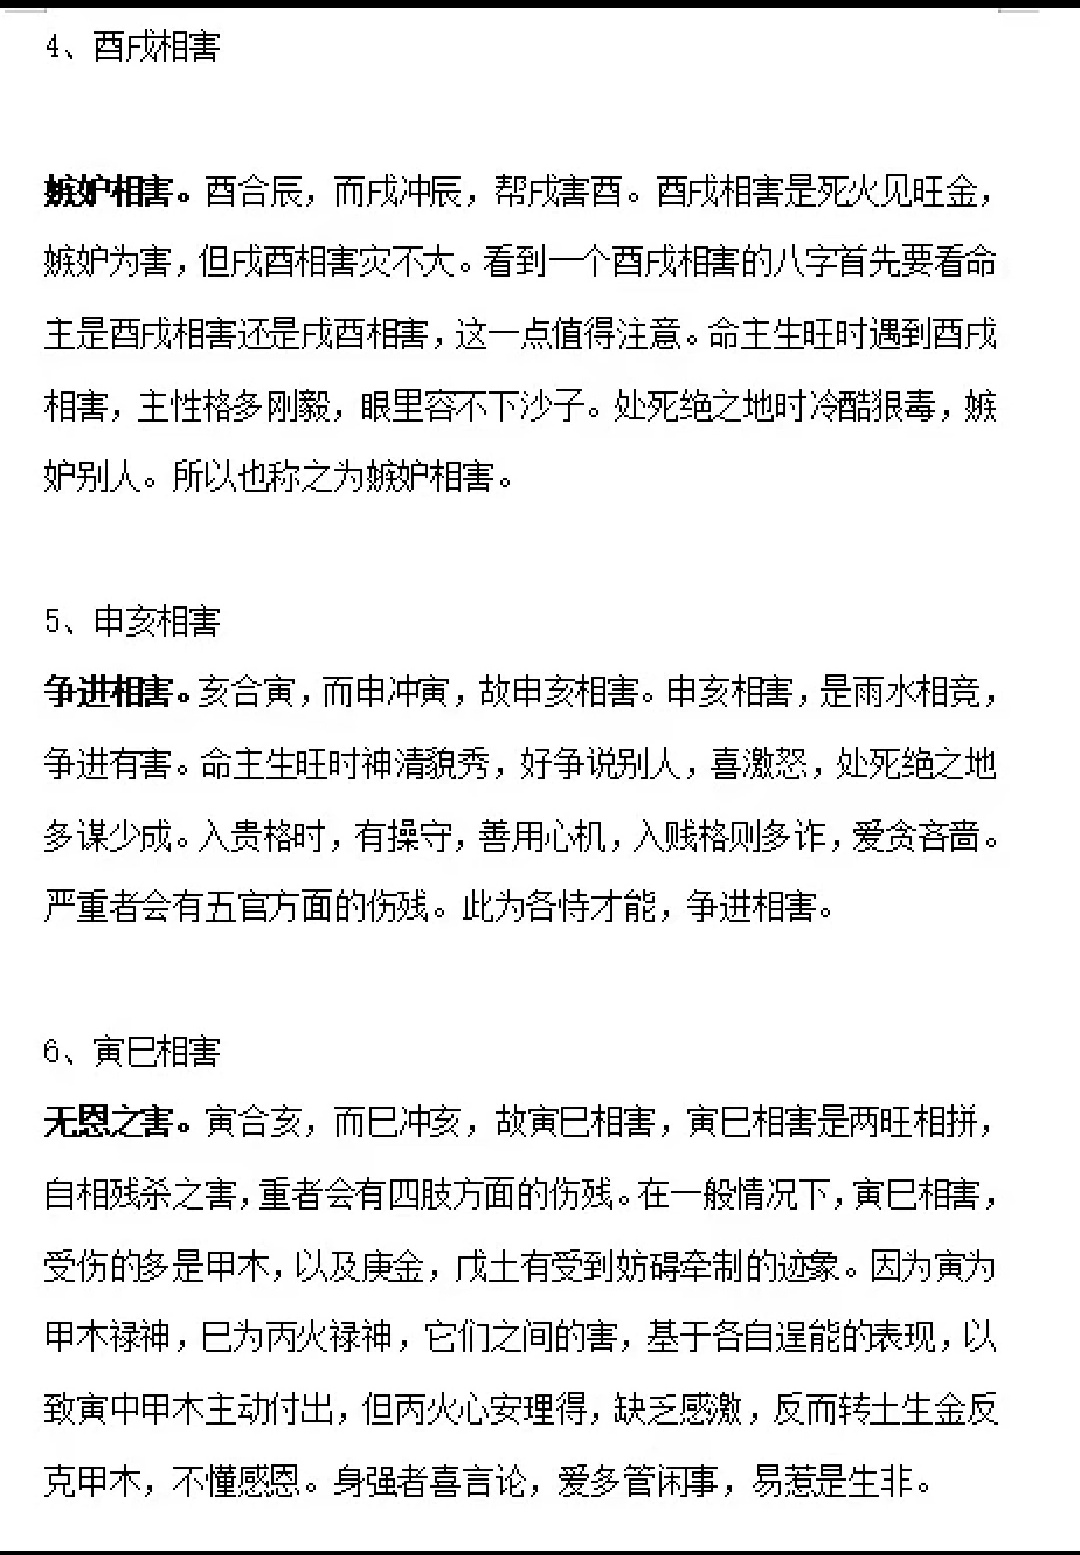 4、酉戌相害
嫉妒相害。酉合辰，而戌冲辰，帮戌害酉。酉戌相害是死火见旺金，
嫉妒为害，但戌酉相害灾不大。看到一个酉戌相害的八字首先要看命
主是酉戌相害还是戌酉相害，这一点值得注意。命主生旺时遇到酉戌
相害，主性格多刚毅，眼里容不下沙子。处死绝之地时冷酷狠毒，嫉
妒别人。所以也称之为嫉妒相害。
5、申亥相害
争进相害。亥合寅，而申冲寅，故申亥相害。申亥相害，是雨水相竞，
争进有害。命主生旺时神清貌秀，好争说别人，喜激怒，处死绝之地
多谋少成。入贵格时，有操守，善用心机，入贱格则多诈，爱贪吝啬。
严重者会有五官方面的伤残。此为各恃才能，争进相害。
6、寅巳相害
无恩之害。寅合亥，而巳冲亥，故寅巳相害，寅巳相害是两旺相拼，
自相残杀之害，重者会有四肢方面的伤残。在一般情况下，寅巳相害，
受伤的多是甲木，以及庚金，戊土有受到妨碍牵制的迹象。因为寅为
甲木禄神，巳为丙火禄神，它们之间的害，基于各自逞能的表现，以
致寅中甲木主动付出，但丙火心安理得，缺乏感激，反而转土生金反
克甲木，不懂感恩。身强者喜言论，爱多管闲事，易惹是生非。